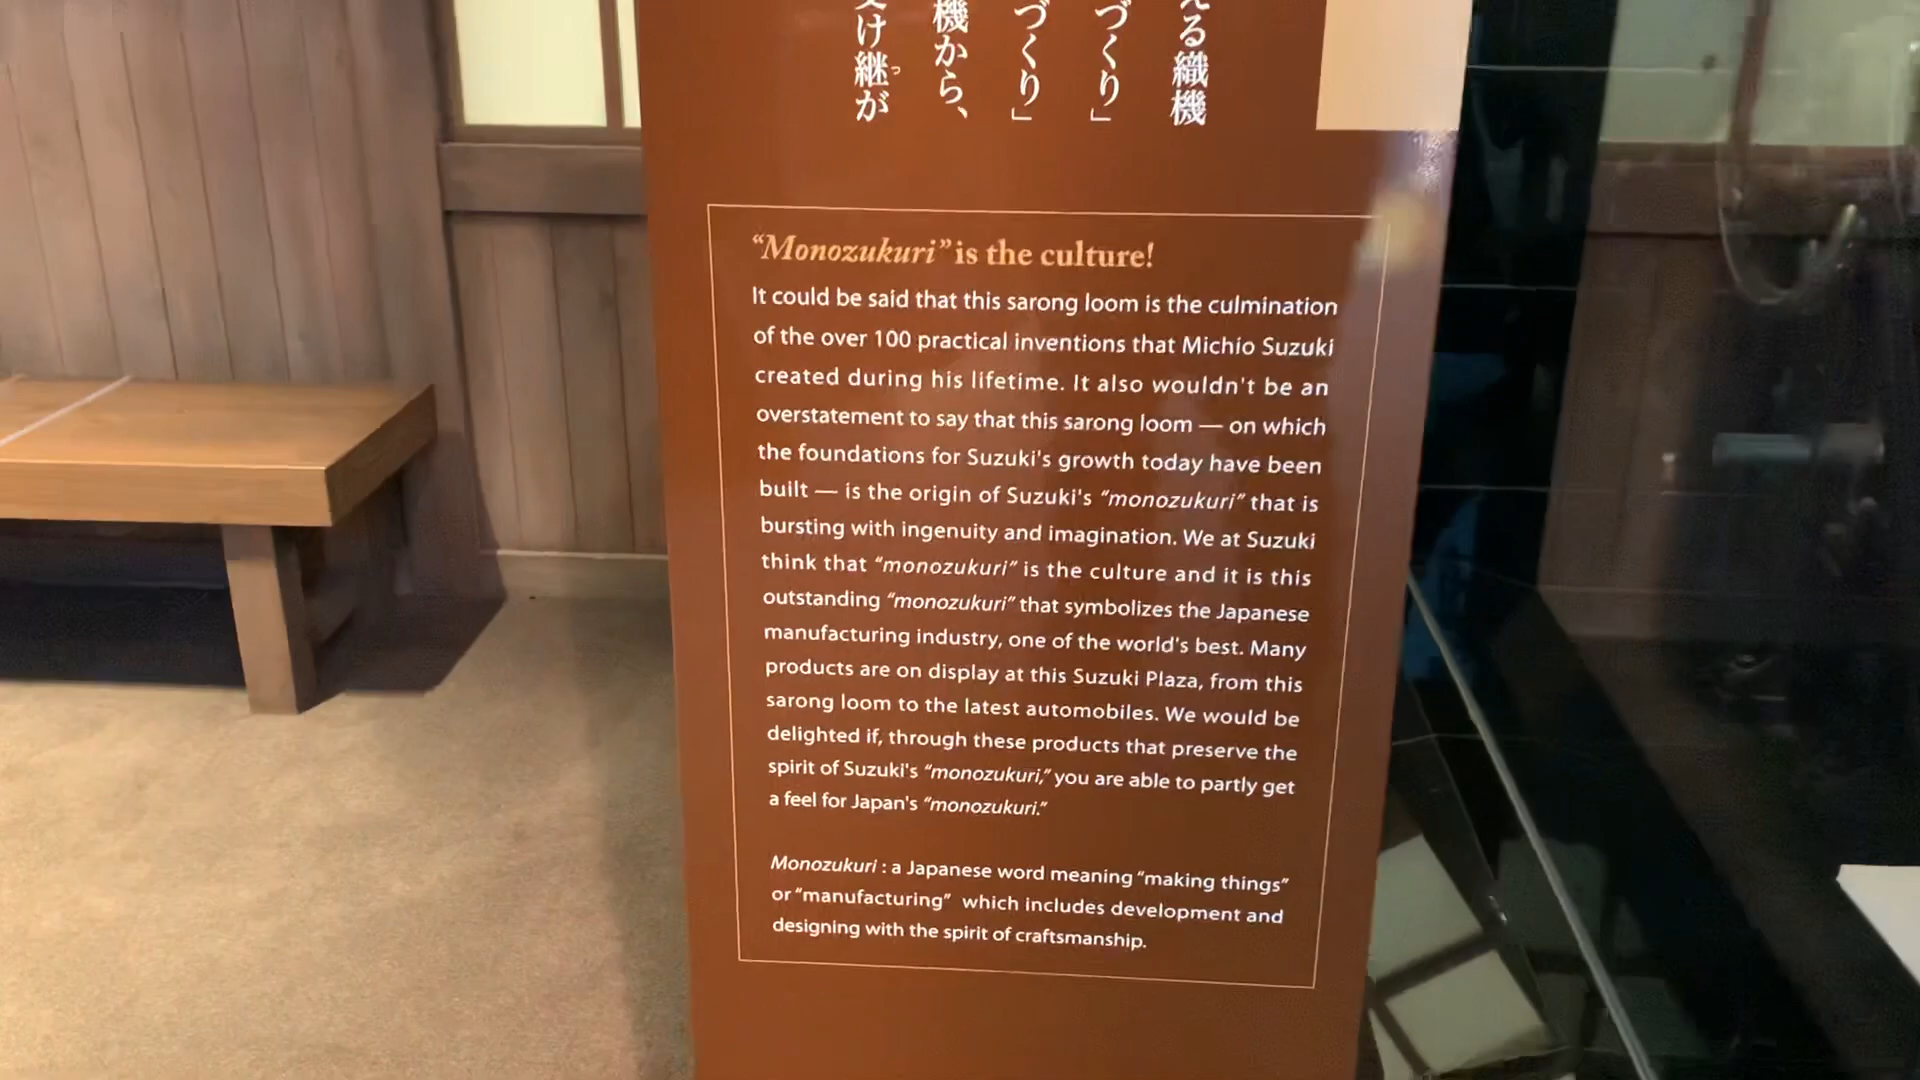 える織機
づくり」
づくり」
機から、
受け継が
“Monozukuri” is the culture!
It could be said that this sarong loom is the culmination
of the over 100 practical inventions that Michio Suzuki
created during his lifetime. It also wouldn't be an
overstatement to say that this sarong loom — on which
the foundations for Suzuki's growth today have been
built — is the origin of Suzuki's “monozukuri” that is
bursting with ingenuity and imagination. We at Suzuki
think that “monozukuri” is the culture and it is this
outstanding “monozukuri” that symbolizes the Japanese
manufacturing industry, one of the world's best. Many
products are on display at this Suzuki Plaza, from this
sarong loom to the latest automobiles. We would be
delighted if, through these products that preserve the
spirit of Suzuki's “monozukuri,” you are able to partly get
a feel for Japan's “monozukuri.”
Monozukuri : a Japanese word meaning “making things”
or “manufacturing” which includes development and
designing with the spirit of craftsmanship.